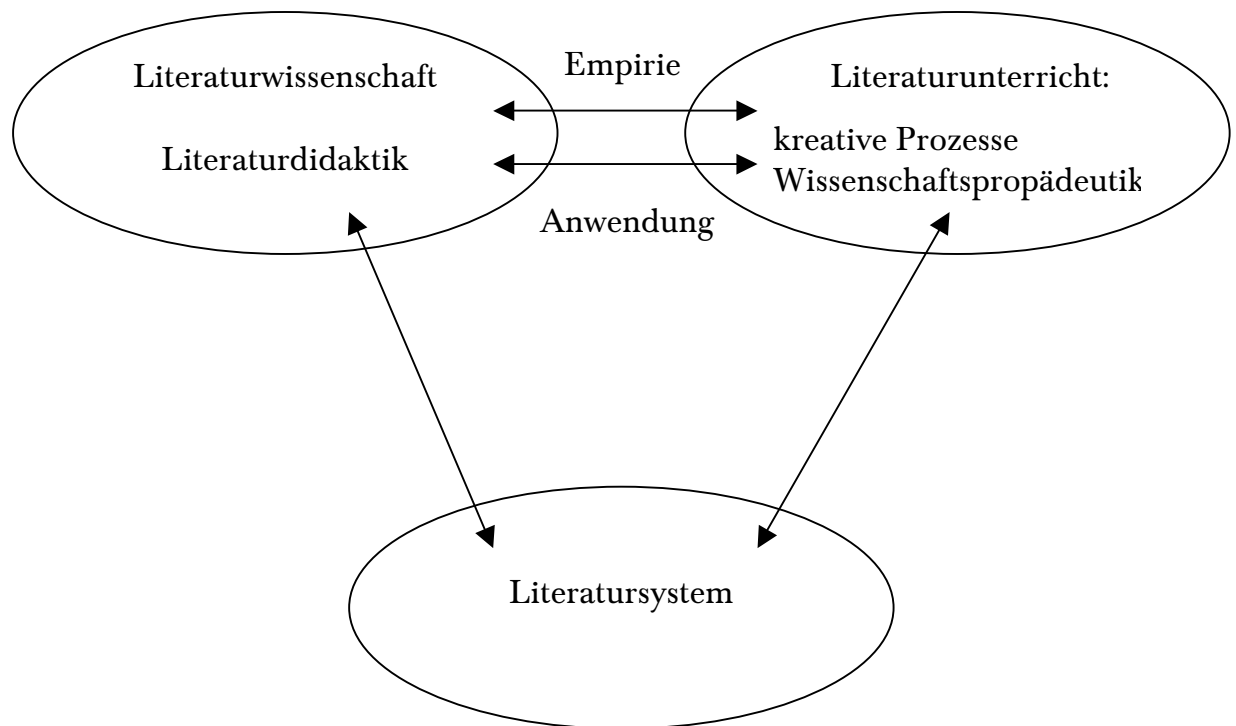 Literaturwissenschaft
Literaturdidaktik
Empirie
Anwendung
Literaturunterricht:
kreative Prozesse
Wissenschaftspropädeutik
Literatursystem